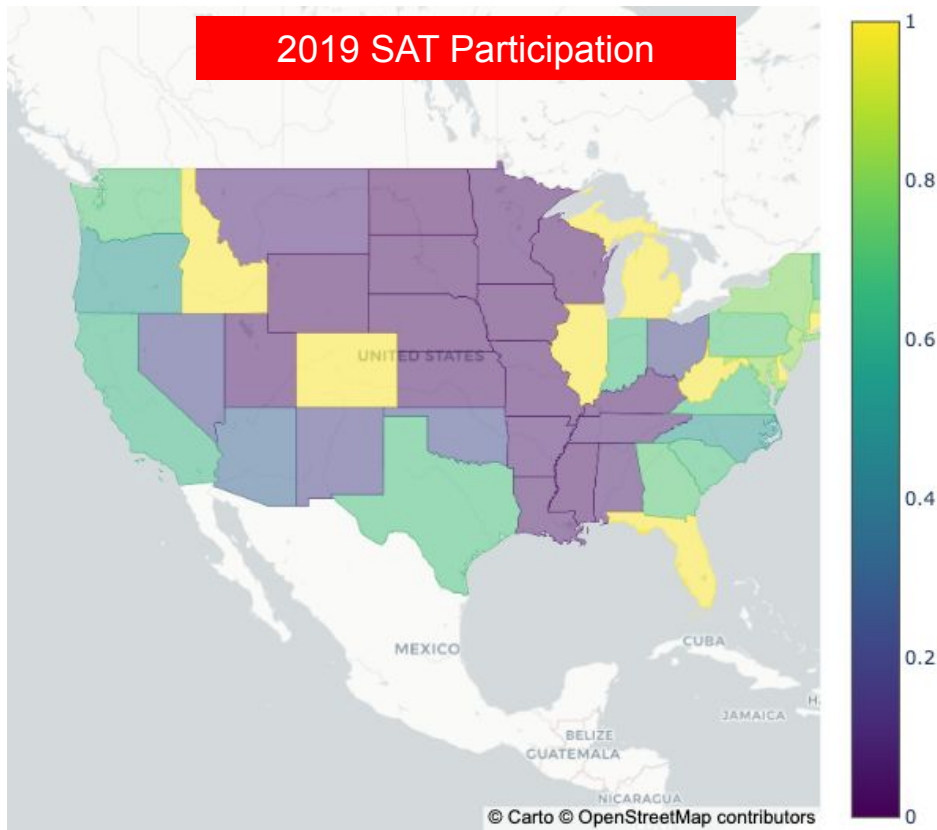 2019 SAT Participation
1
0.8
0.6
UNITED STATES
0.4
MEXICO
CUBA
0.2
JAMAICA
BELIZE
GUATEMALA
NICARAGUA
0
© Carto © OpenStreetMap contributors